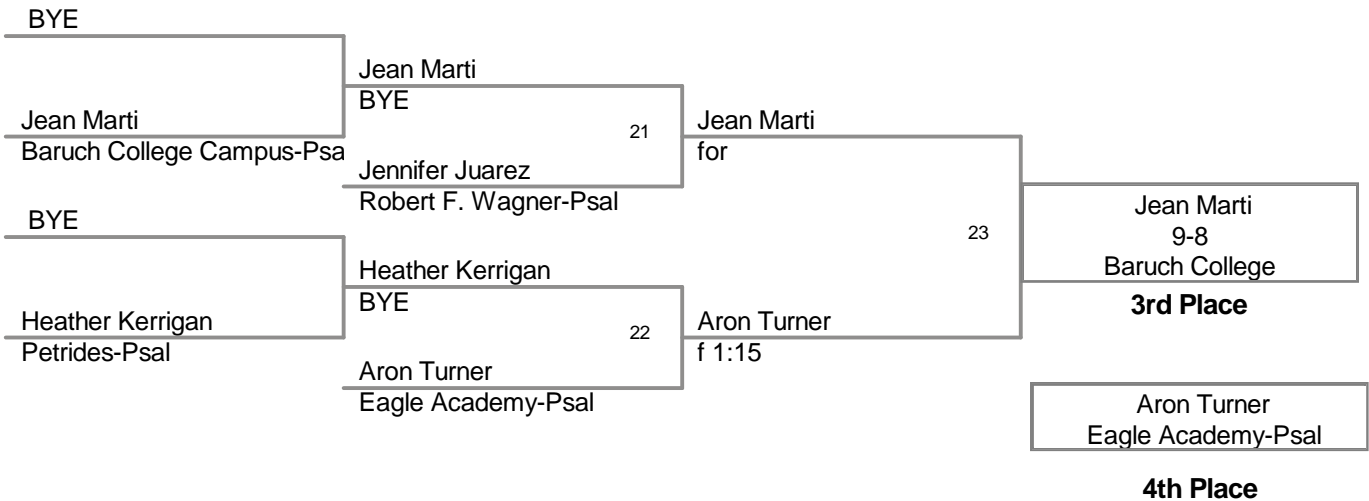 BYE
Jean Marti
Baruch College Campus-Psa
BYE
Heather Kerrigan
Petrides-Psal
Jean Marti
BYE
21
Jennifer Juarez
Robert F. Wagner-Psal
Heather Kerrigan
BYE
22
Aron Turner
Eagle Academy-Psal
Jean Marti
for
23
Aron Turner
f 1:15
Jean Marti
9-8
Baruch College
3rd Place
Aron Turner
Eagle Academy-Psal
4th Place